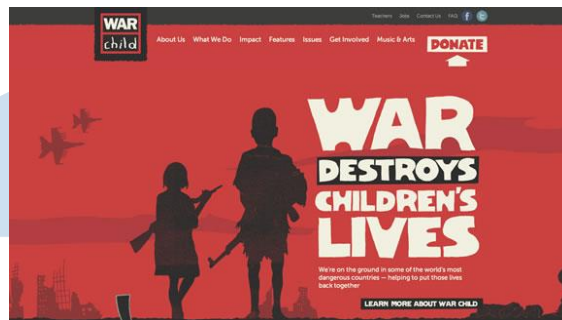 Teachers Jobs Contact Us FAQ
WAR
child
About Us What We Do Impact Features Issues Get Involved Music & Arts
DONATE
WAR
DESTROYS
CHILDREN'S
LIVES
We're on the ground in some of the world's most
dangerous countries — helping to put those lives
back together
LEARN MORE ABOUT WAR CHILD